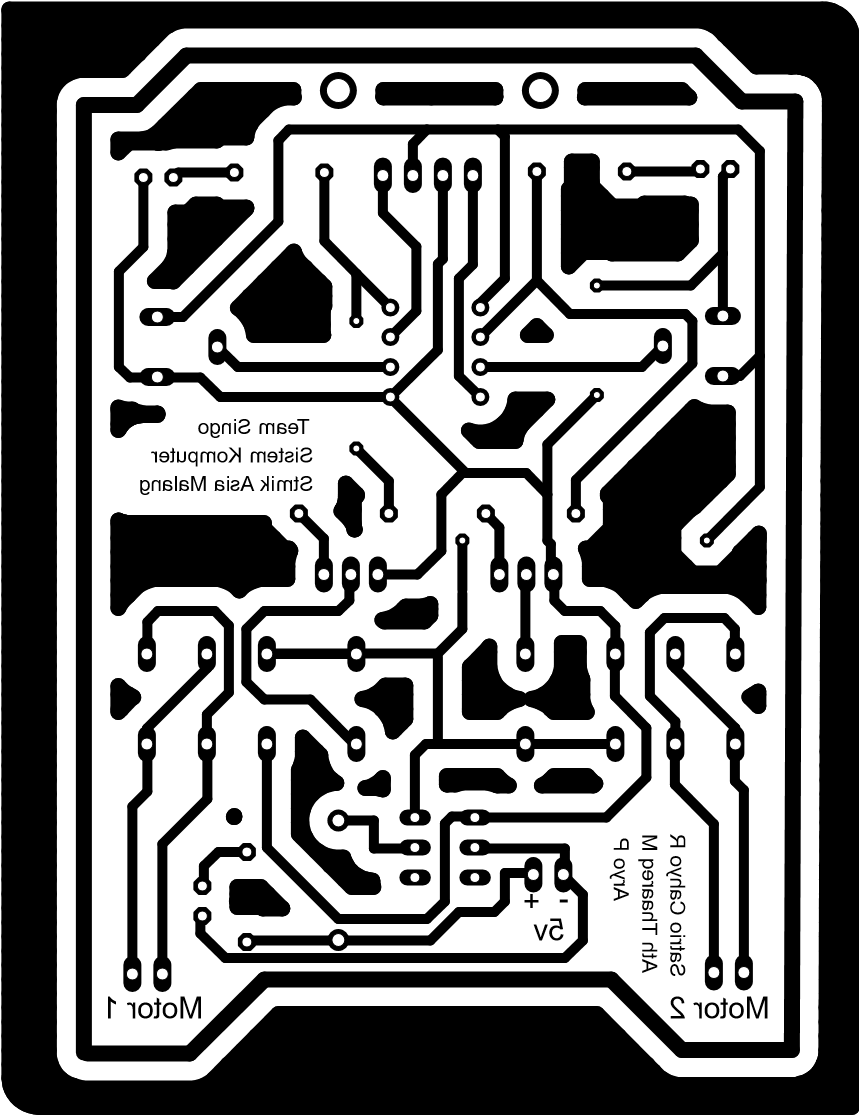 Team Singo
Sistem Komputer
Stmik Asia Malang
Satrio Cahyo R
Ath Thaareq M
Aryo P
+ -
5v
Motor 1
Motor 2